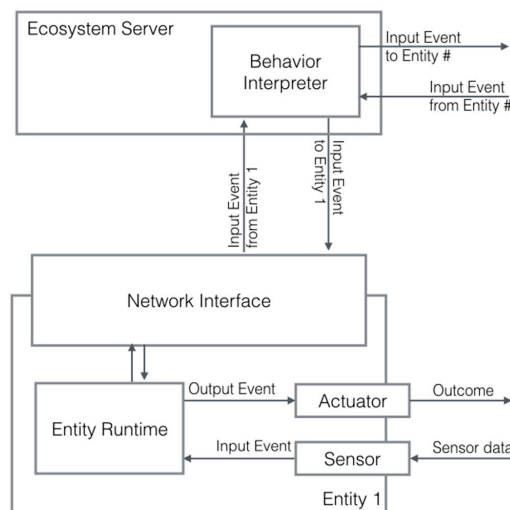 Ecosystem Server
Behavior
Interpreter
Input Event
to Entity #
Input Event
from Entity #
Input Event
from Entity 1
Input Event
to Entity 1
Network Interface
Output Event
Actuator
Outcome
Entity Runtime
Input Event
Sensor
Sensor data
Entity 1